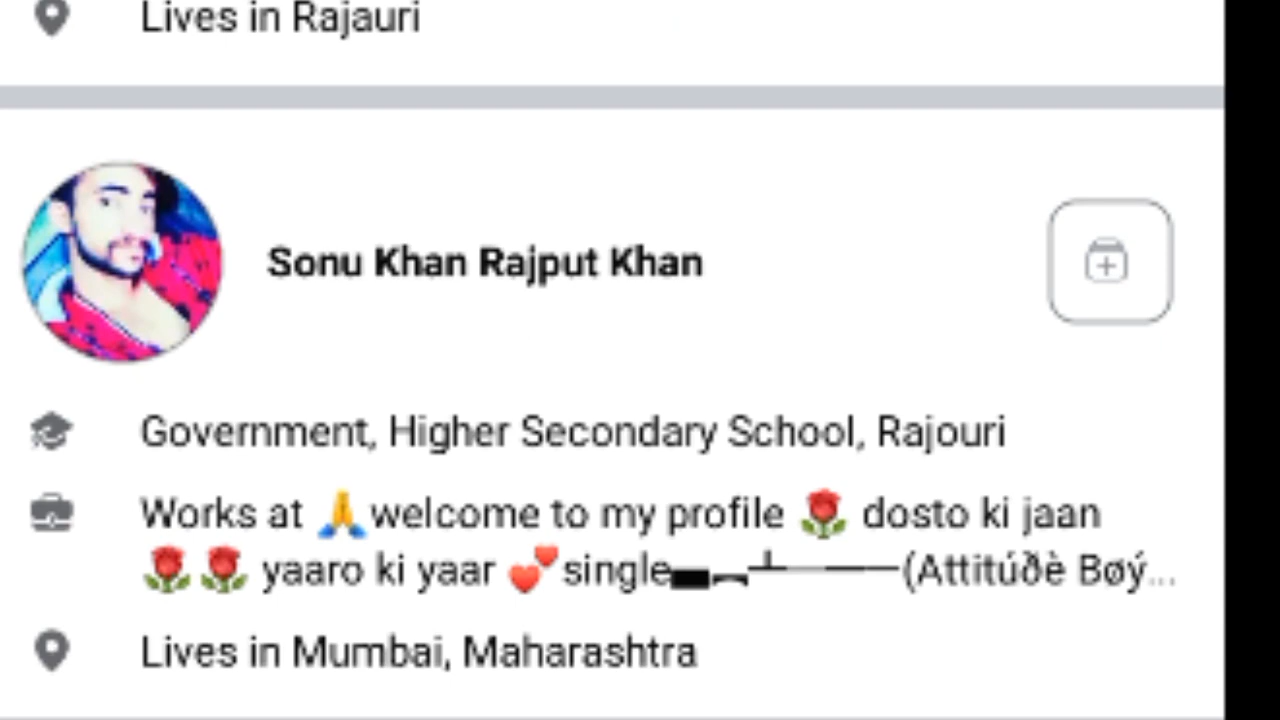 Lives in Rajauri
Sonu Khan Rajput Khan
Government, Higher Secondary School, Rajouri
Works at 🙏welcome to my profile 🌹 dosto ki jaan
🌹🌹 yaaro ki yaar 💕single▄︻┻═══━(Attitúðè Bøý...
Lives in Mumbai, Maharashtra